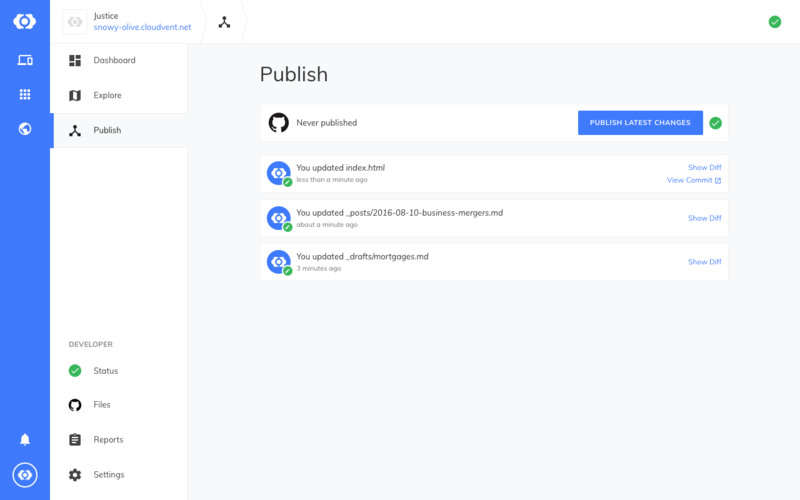 Justice
snowy-olive.cloudvent.net
Dashboard
Explore
Publish
DEVELOPER
Status
Files
Reports
Settings
Publish
Never published
PUBLISH LATEST CHANGES
You updated index.html
less than a minute ago
Show Diff
View Commit
You updated _posts/2016-08-10-business-mergers.md
about a minute ago
Show Diff
You updated _drafts/mortgages.md
3 minutes ago
Show Diff